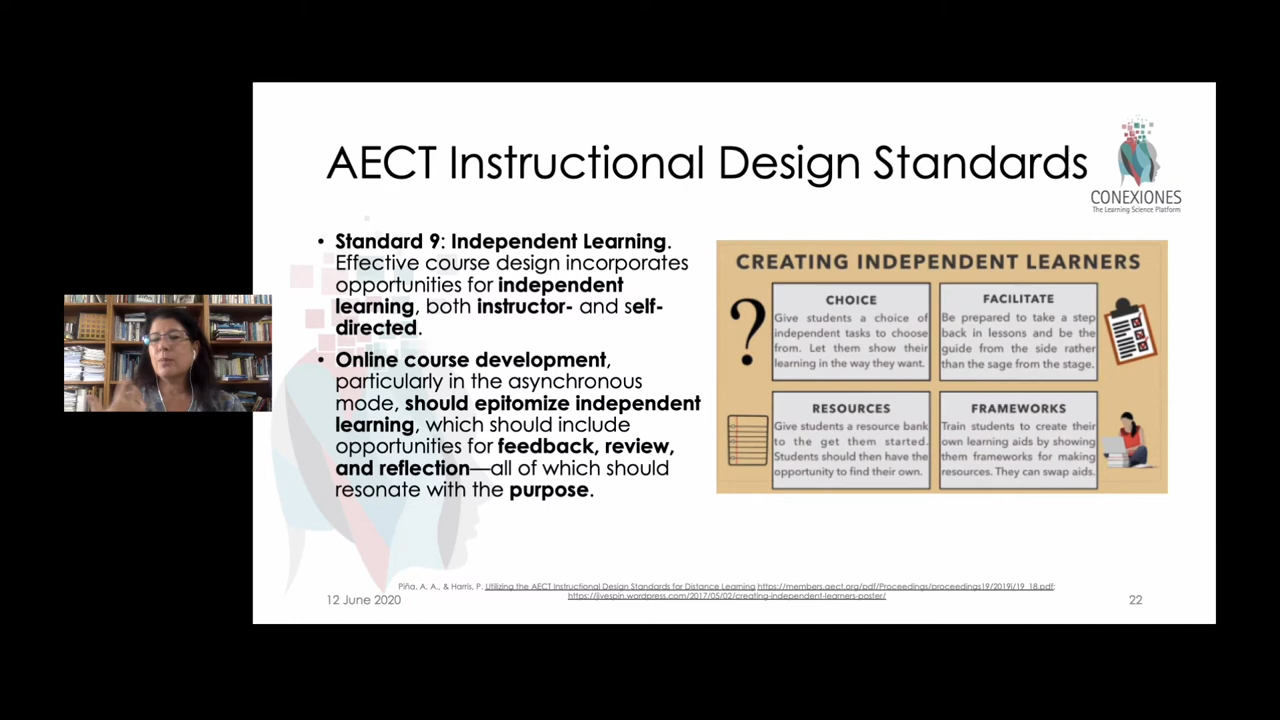 AECT Instructional Design Standards
CONEXIONES
The Learning Science Platform
• Standard 9: Independent Learning.
Effective course design incorporates
opportunities for independent
learning, both instructor- and self-
directed.
• Online course development,
particularly in the asynchronous
mode, should epitomize independent
learning, which should include
opportunities for feedback, review,
and reflection—all of which should
resonate with the purpose.
CREATING INDEPENDENT LEARNERS
?
CHOICE
Give students a choice of
independent tasks to choose
from. Let them show their
learning in the way they want.
FACILITATE
Be prepared to take a step
back in lessons and be the
guide from the side rather
than the sage from the stage.
RESOURCES
Give students a resource bank
to the get them started.
Students should then have the
opportunity to find their own.
FRAMEWORKS
Train students to create their
own learning aids by showing
them frameworks for making
resources. They can swap aids.
Piña, A. A., & Harris, P. Utilizing the AECT Instructional Design Standards for Distance Learning https://members.aect.org/pdf/Proceedings/proceedings19/2019i/19_18.pdf;
https://jivespin.wordpress.com/2017/05/02/creating-independent-learners-poster/
12 June 2020
22